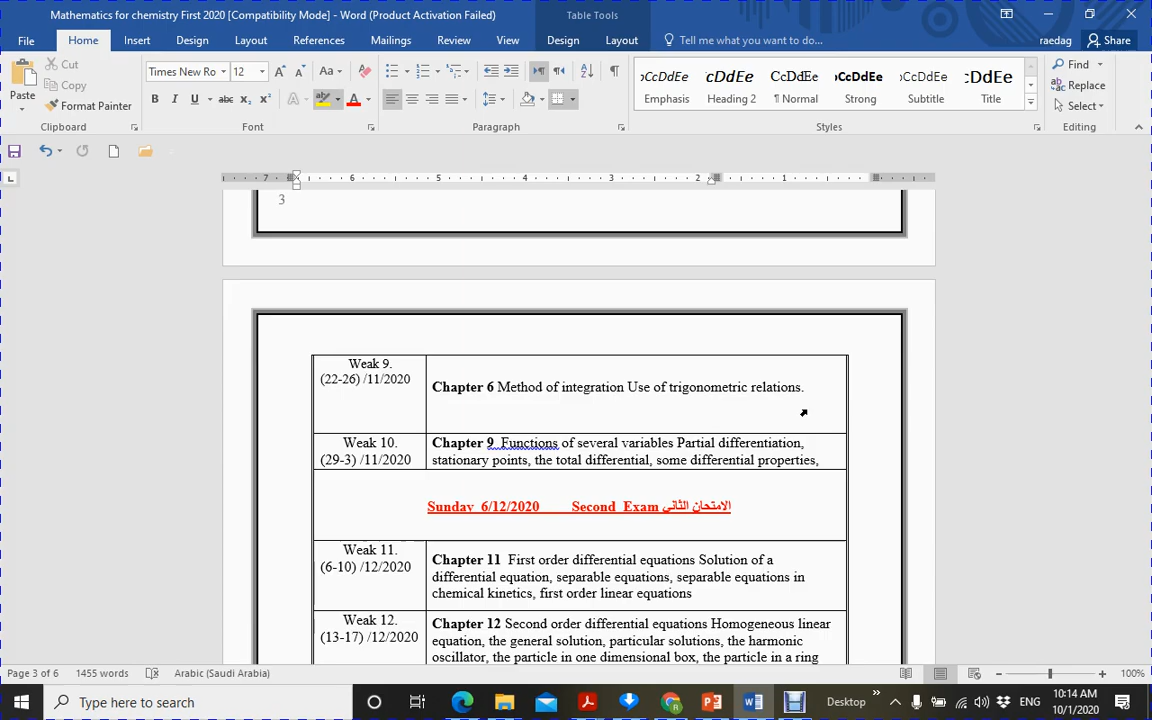 Mathematics for chemistry First 2020 [Compatibility Mode] - Word (Product Activation Failed)
Table Tools
File Home Insert Design Layout References Mailings Review View Design Layout Tell me what you want to do... raedag Share
Cut
Copy
Paste
Format Painter
Clipboard
Times New Ro 12
Font
Paragraph
Emphasis
Heading 2
¶ Normal
Strong
Subtitle
Title
Styles
Find
Replace
Select
Editing
7 6 5 4 3 2 1
3
Weak 9.
(22-26) /11/2020
Chapter 6 Method of integration Use of trigonometric relations.
Weak 10.
(29-3) /11/2020
Chapter 9 Functions of several variables Partial differentiation,
stationary points, the total differential, some differential properties,
Sunday 6/12/2020 Second Exam الامتحان الثاني
Weak 11.
(6-10) /12/2020
Chapter 11 First order differential equations Solution of a
differential equation, separable equations, separable equations in
chemical kinetics, first order linear equations
Weak 12.
(13-17) /12/2020
Chapter 12 Second order differential equations Homogeneous linear
equation, the general solution, particular solutions, the harmonic
oscillator, the particle in one dimensional box, the particle in a ring
Page 3 of 6 1455 words Arabic (Saudi Arabia) 100%
Type here to search
Desktop
ENG
10:14 AM
10/1/2020